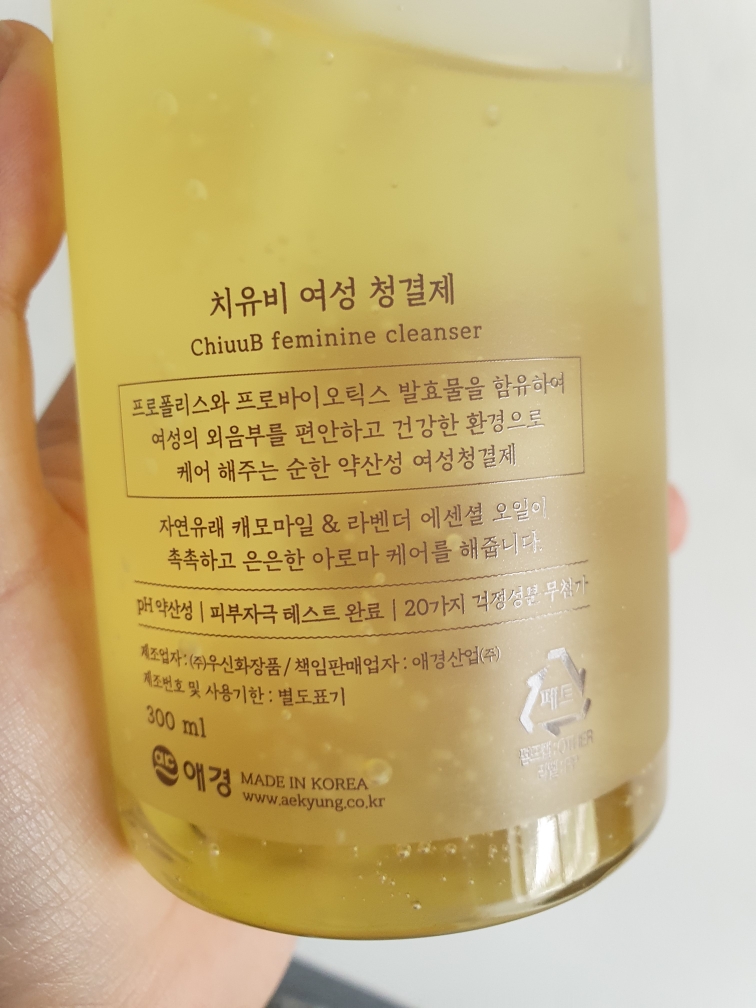 치유비 여성 청결제
ChiuuB feminine cleanser
프로폴리스와 프로바이오틱스 발효물을 함유하여
여성의 외음부를 편안하고 건강한 환경으로
케어 해주는 순한 약산성 여성청결제
자연유래 캐모마일 & 라벤더 에센셜 오일이
촉촉하고 은은한 아로마 케어를 해줍니다.
pH 약산성 | 피부자극 테스트 완료 | 20가지 걱정성분 무첨가
제조업자 : (주)우신화장품 / 책임판매업자 : 애경산업(주)
제조번호 및 사용기한 : 별도표기
300 ml
페트
ac 애경 MADE IN KOREA
www.aekyung.co.kr